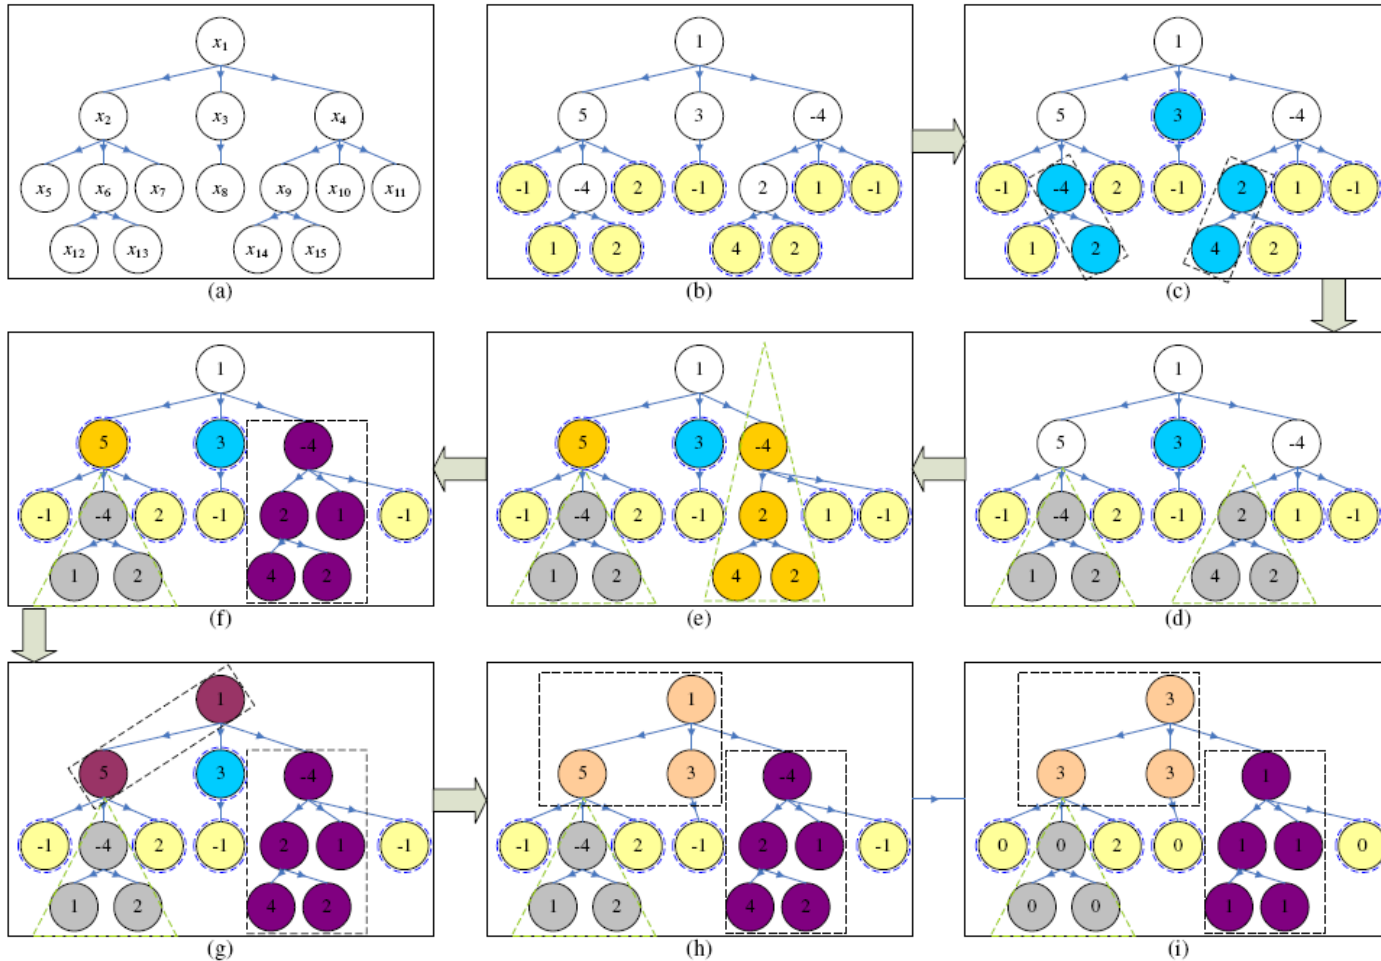 x1
x2 x3 x4
x5 x6 x7 x8 x9 x10 x11
x12 x13 x14 x15
(a)
1
5 3 -4
-1 -4 2 -1 2 1 -1
1 2 4 2
(b)
1
5 3 -4
-1 -4 2 -1 2 1 -1
1 2 4 2
(c)
1
5 3 -4
-1 -4 2 -1 2 1 -1
1 2 4 2
(f)
1
5 3 -4
-1 -4 2 -1 2 1 -1
1 2 4 2
(e)
1
5 3 -4
-1 -4 2 -1 2 1 -1
1 2 4 2
(d)
1
5 3 -4
-1 -4 2 -1 2 1 -1
1 2 4 2
(g)
1
5 3 -4
-1 -4 2 -1 2 1 -1
1 2 4 2
(h)
3
3 3 1
0 0 2 0 1 1 0
0 0 1 1
(i)